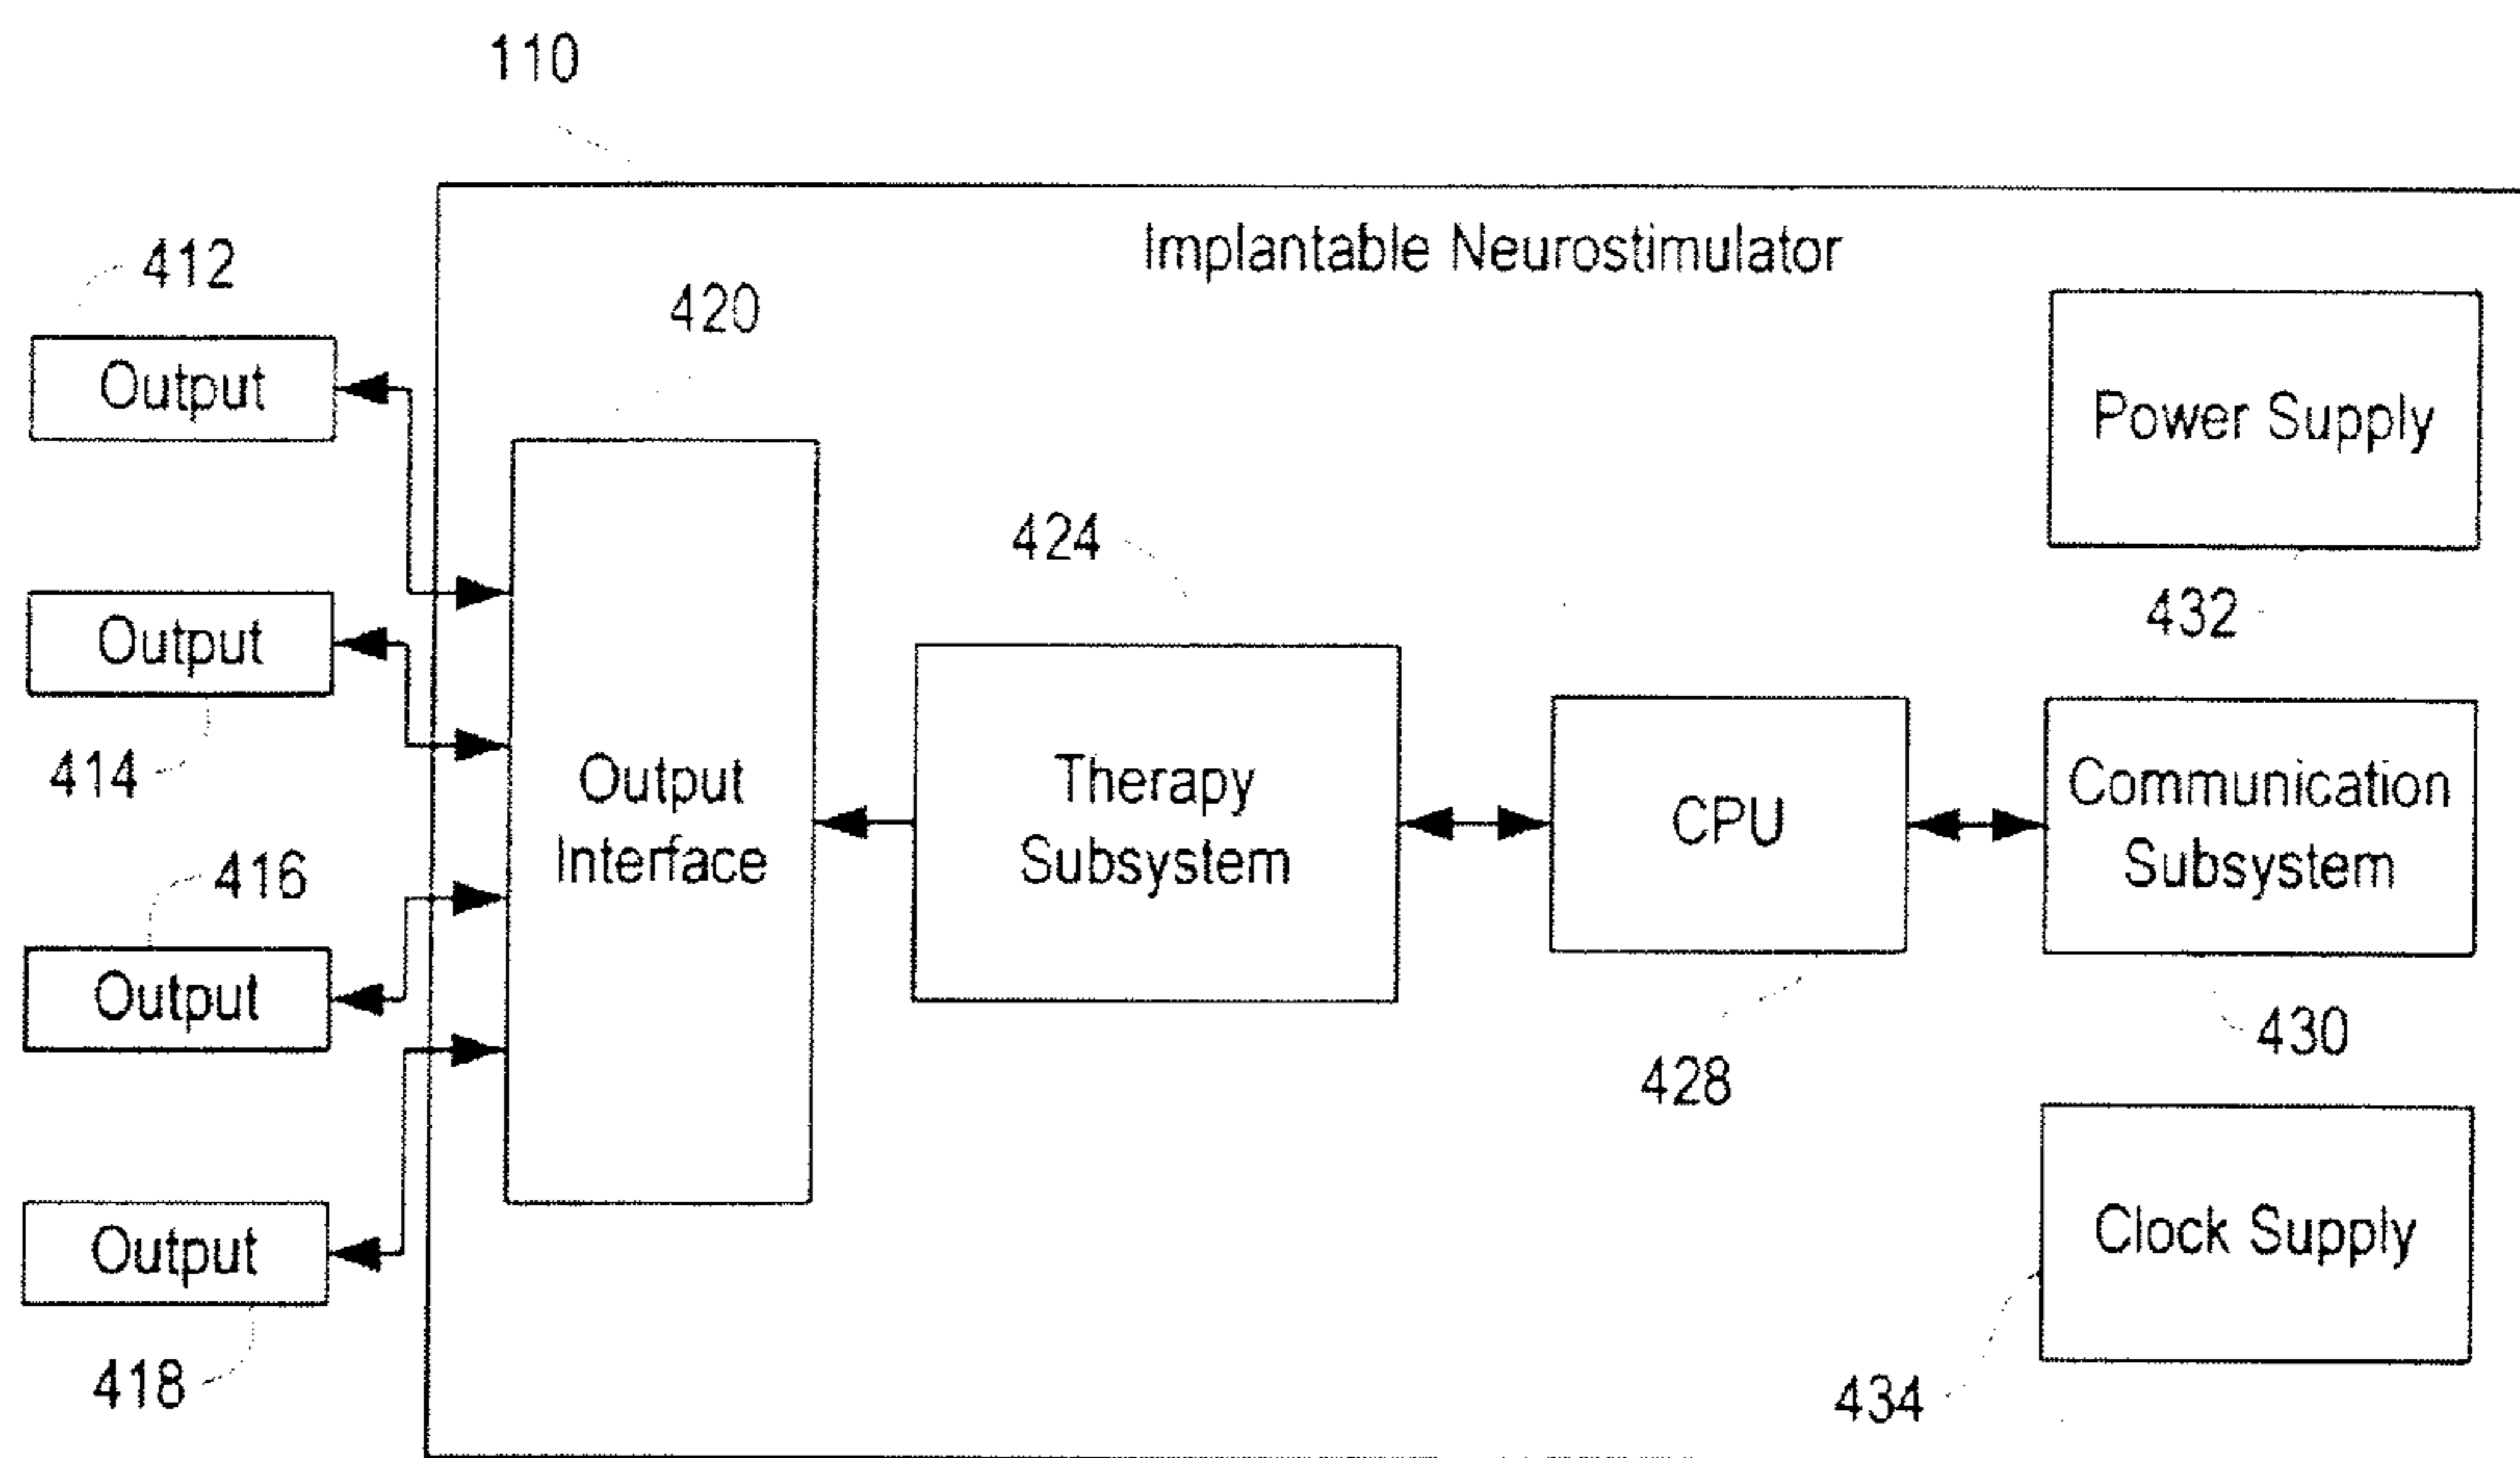 110
Implantable Neurostimulator
412
420
Output
Power Supply
424
432
Output
414
Output
Interface
Therapy
Subsystem
CPU
Communication
Subsystem
416
Output
430
428
Output
Clock Supply
418
434